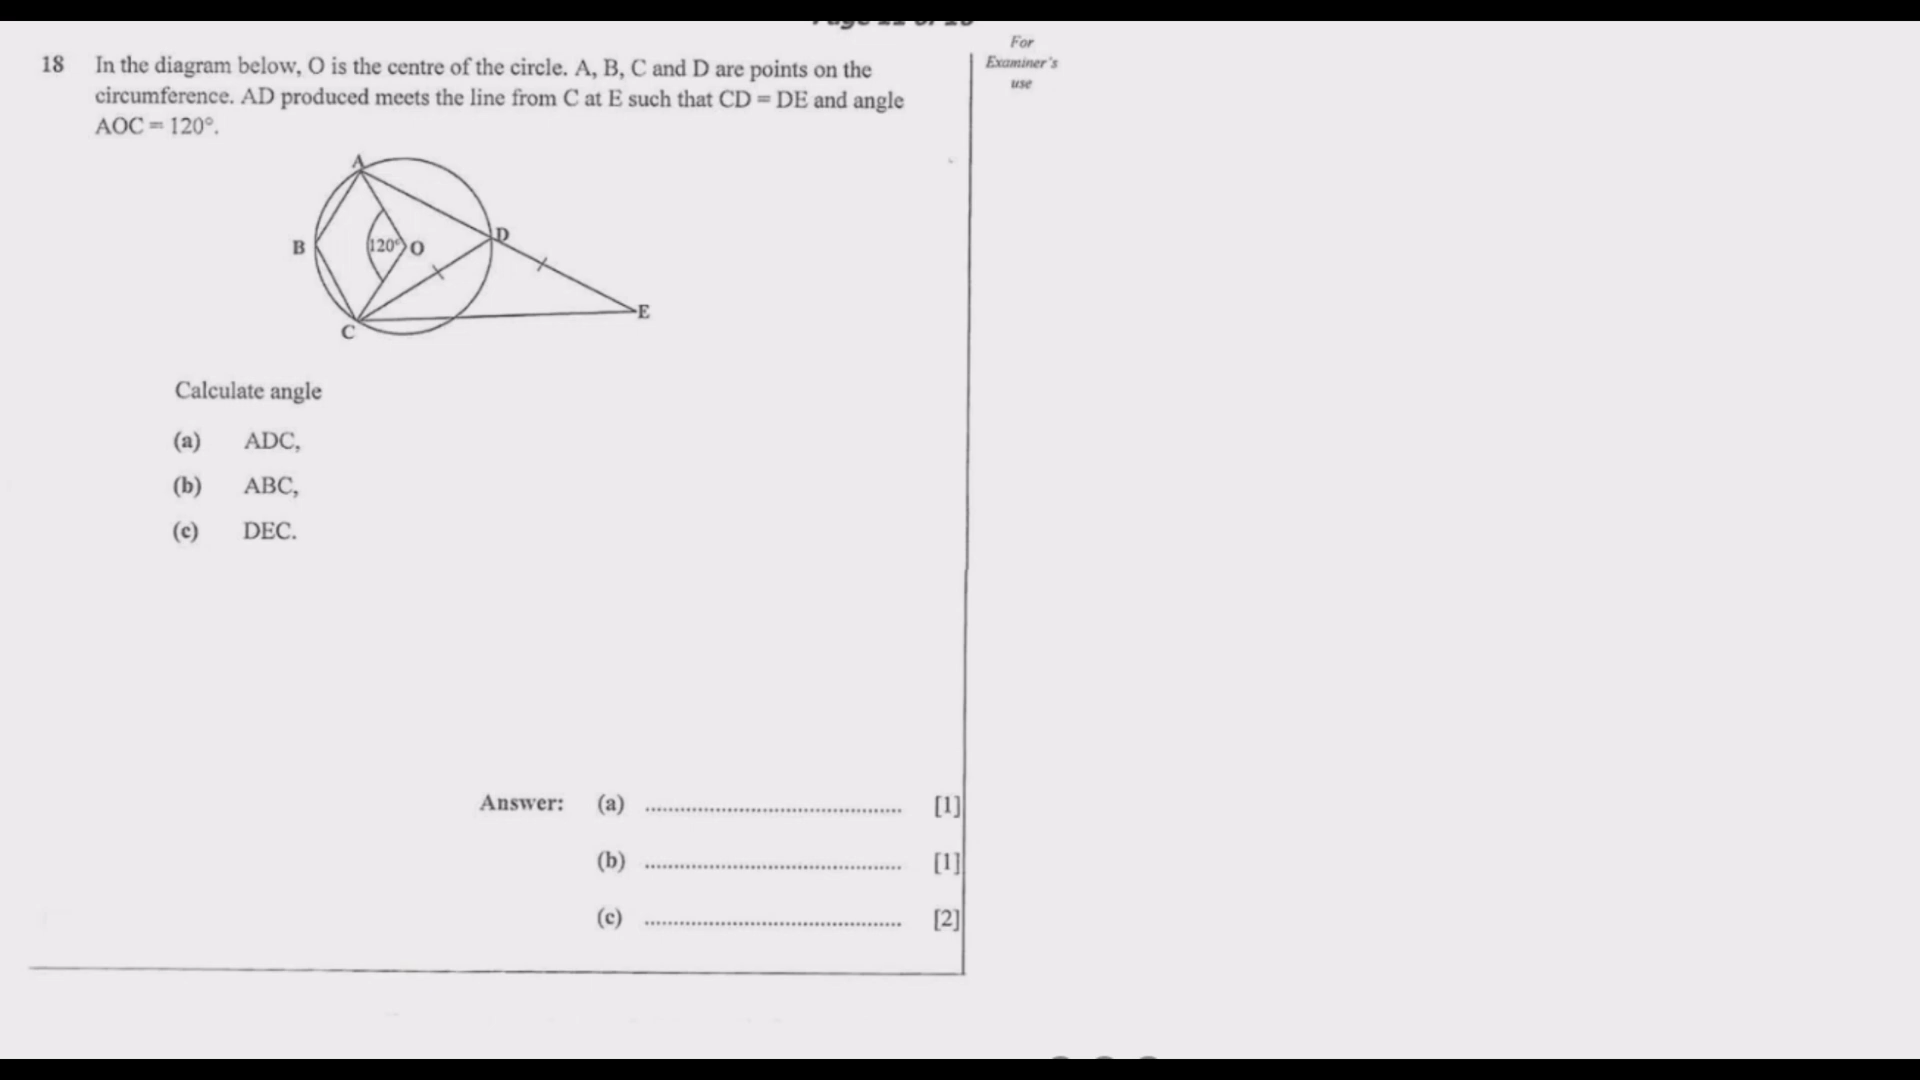 For
Examiner's
use
18 In the diagram below, O is the centre of the circle. A, B, C and D are points on the
circumference. AD produced meets the line from C at E such that CD = DE and angle
AOC = 120°.
A
B
120°
O
D
E
C
Calculate angle
(a) ADC,
(b) ABC,
(c) DEC.
Answer: (a) ........................................ [1]
(b) ........................................ [1]
(c) ........................................ [2]